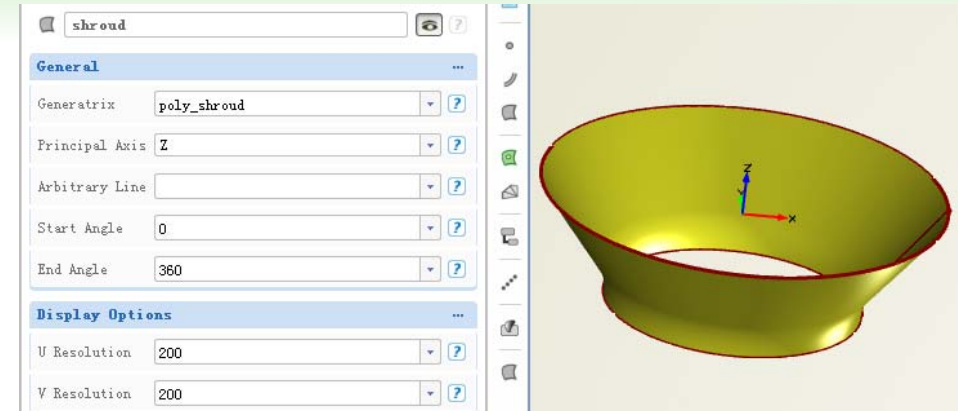 shroud ?
General ...
Generatrix poly_shroud ?
Principal Axis Z ?
Arbitrary Line ?
Start Angle 0 ?
End Angle 360 ?
Display Options ...
U Resolution 200 ?
V Resolution 200 ?
Z
Y
X